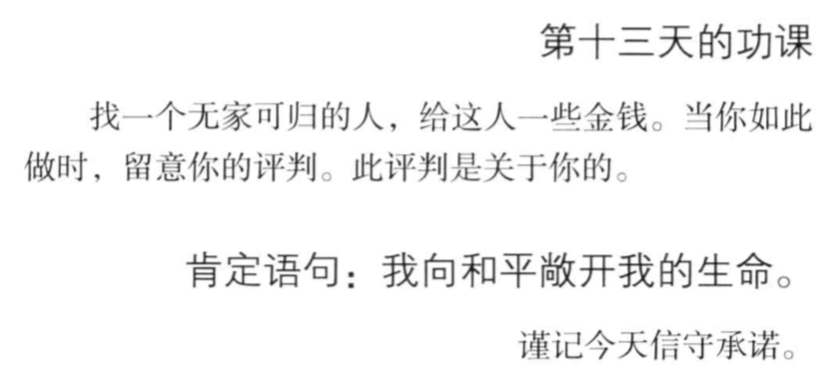 第十三天的功课
找一个无家可归的人，给这人一些金钱。当你如此
做时，留意你的评判。此评判是关于你的。
肯定语句：我向和平敞开我的生命。
谨记今天信守承诺。